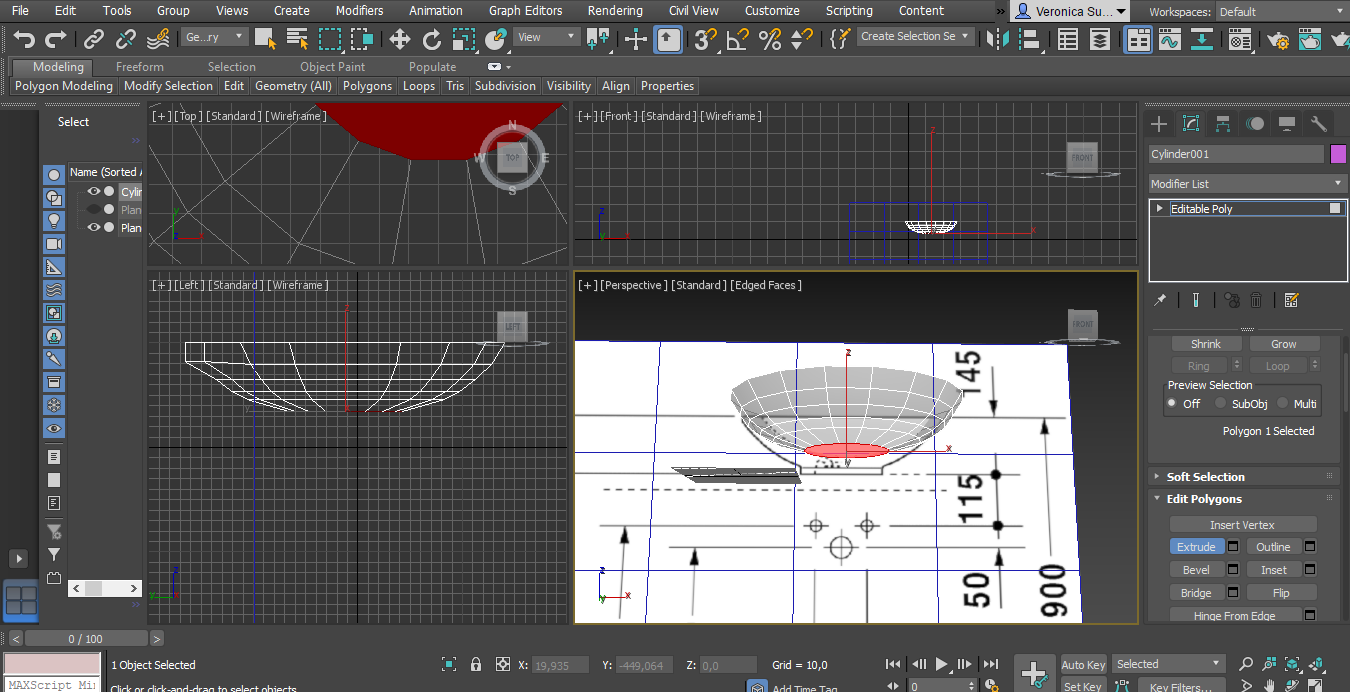 File Edit Tools Group Views Create Modifiers Animation Graph Editors Rendering Civil View Customize Scripting Content » Veronica Su... Workspaces: Default
Ge...ry View 3 Create Selection Se
Modeling Freeform Selection Object Paint Populate
Polygon Modeling Modify Selection Edit Geometry (All) Polygons Loops Tris Subdivision Visibility Align Properties
Select
»
Name (Sorted A
Cylin
Plan
Plan
[+] [Top] [Standard] [Wireframe]
N
W TOP E
S
y
z x
[+] [Front] [Standard] [Wireframe]
FRONT
z
z x
y x
[+] [Left] [Standard] [Wireframe]
LEFT
z
y
z
y x
[+] [Perspective] [Standard] [Edged Faces]
FRONT
z
x
y
145
115
50
900
z
y x
Cylinder001
Modifier List
Editable Poly
Shrink Grow
Ring Loop
Preview Selection
Off SubObj Multi
Polygon 1 Selected
Soft Selection
Edit Polygons
Insert Vertex
Extrude Outline
Bevel Inset
Bridge Flip
Hinge From Edge
< >
»
< 0 / 100 >
1 Object Selected X: 19,935 Y: -449,064 Z: 0,0 Grid = 10,0 Auto Key Selected
MAXScript Mi Click or click-and-drag to select objects Add Time Tag 0 Set Key Key Filters...